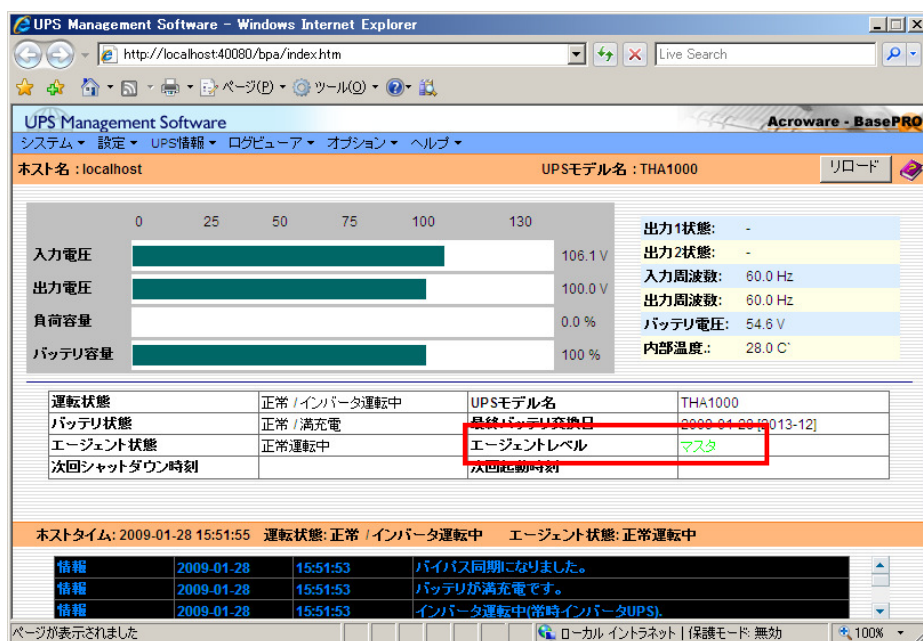 UPS Management Software - Windows Internet Explorer
http://localhost:40080/bpa/index.htm
Live Search
ページ(P) ツール(O)
UPS Management Software
Acroware - BasePRO
システム 設定 UPS情報 ログビューア オプション ヘルプ
ホスト名 : localhost UPSモデル名 : THA1000 リロード
0 25 50 75 100 130
入力電圧 106.1 V
出力電圧 100.0 V
負荷容量 0.0 %
バッテリ容量 100 %
出力1状態: -
出力2状態: -
入力周波数: 60.0 Hz
出力周波数: 60.0 Hz
バッテリ電圧: 54.6 V
内部温度.: 28.0 C`
運転状態 正常 / インバータ運転中 UPSモデル名 THA1000
バッテリ状態 正常 / 満充電 最終バッテリ交換日 2009-01-28 [2013-12]
エージェント状態 正常運転中 エージェントレベル マスタ
次回シャットダウン時刻 次回起動時刻
ホストタイム: 2009-01-28 15:51:55 運転状態: 正常 / インバータ運転中 エージェント状態: 正常運転中
情報 2009-01-28 15:51:53 バイパス同期になりました。
情報 2009-01-28 15:51:53 バッテリが満充電です。
情報 2009-01-28 15:51:53 インバータ運転中(常時インバータUPS).
ページが表示されました
ローカル イントラネット | 保護モード: 無効
100%